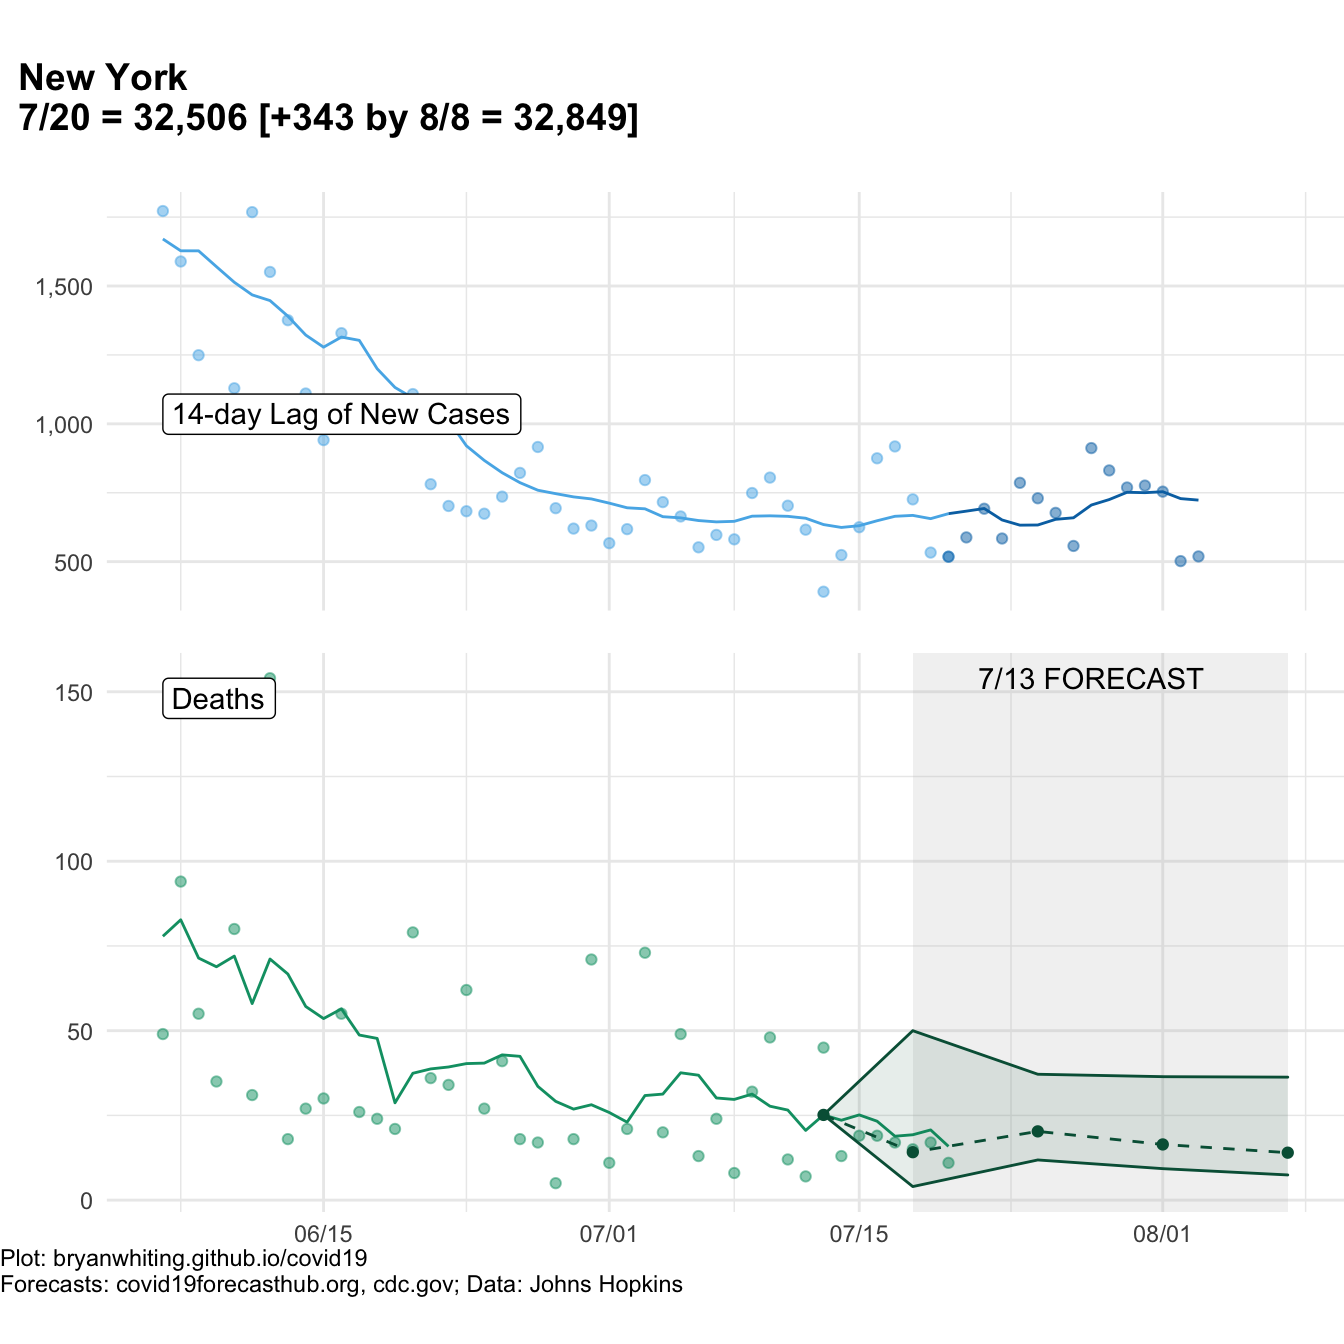 New York
7/20 = 32,506 [+343 by 8/8 = 32,849]
1,500
1,000
500
14-day Lag of New Cases
150
100
50
0
Deaths
7/13 FORECAST
06/15 07/01 07/15 08/01
Plot: bryanwhiting.github.io/covid19
Forecasts: covid19forecasthub.org, cdc.gov; Data: Johns Hopkins